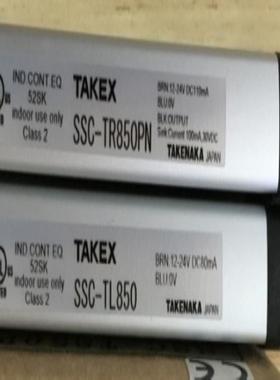 IND CONT EQ
52SK
indoor use only
Class 2
TAKEX
SSC-TR850PN
BRN:12-24V DC110mA
BLU:0V
BLK:OUTPUT
Sink Current 100mA,30VDC
TAKENAKA JAPAN
IND CONT EQ
52SK
indoor use only
Class 2
TAKEX
SSC-TL850
BRN:12-24V DC80mA
BLU:0V
TAKENAKA JAPAN